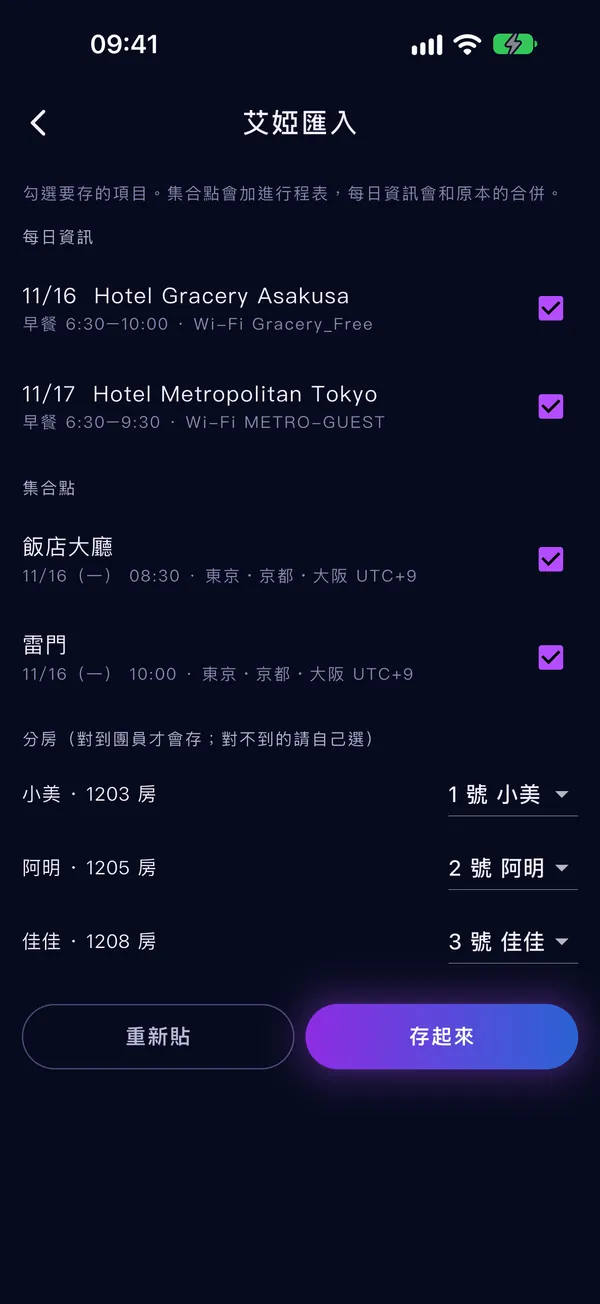 09:41
艾婭匯入
勾選要存的項目。集合點會加進行程表，每日資訊會和原本的合併。
每日資訊
11/16 Hotel Gracery Asakusa
早餐 6:30–10:00 · Wi-Fi Gracery_Free
11/17 Hotel Metropolitan Tokyo
早餐 6:30–9:30 · Wi-Fi METRO-GUEST
集合點
飯店大廳
11/16（一） 08:30 · 東京・京都・大阪 UTC+9
雷門
11/16（一） 10:00 · 東京・京都・大阪 UTC+9
分房（對到團員才會存；對不到的請自己選）
小美 · 1203 房 1 號 小美
阿明 · 1205 房 2 號 阿明
佳佳 · 1208 房 3 號 佳佳
重新貼 存起來